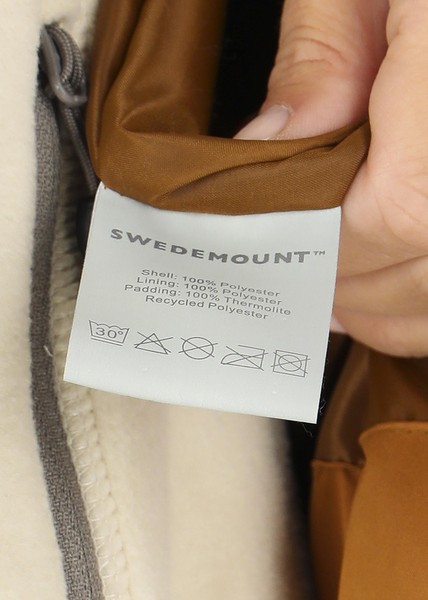 SWEDEMOUNT™
Shell: 100% Polyester
Lining: 100% Polyester
Padding: 100% Thermolite
Recycled Polyester
30°